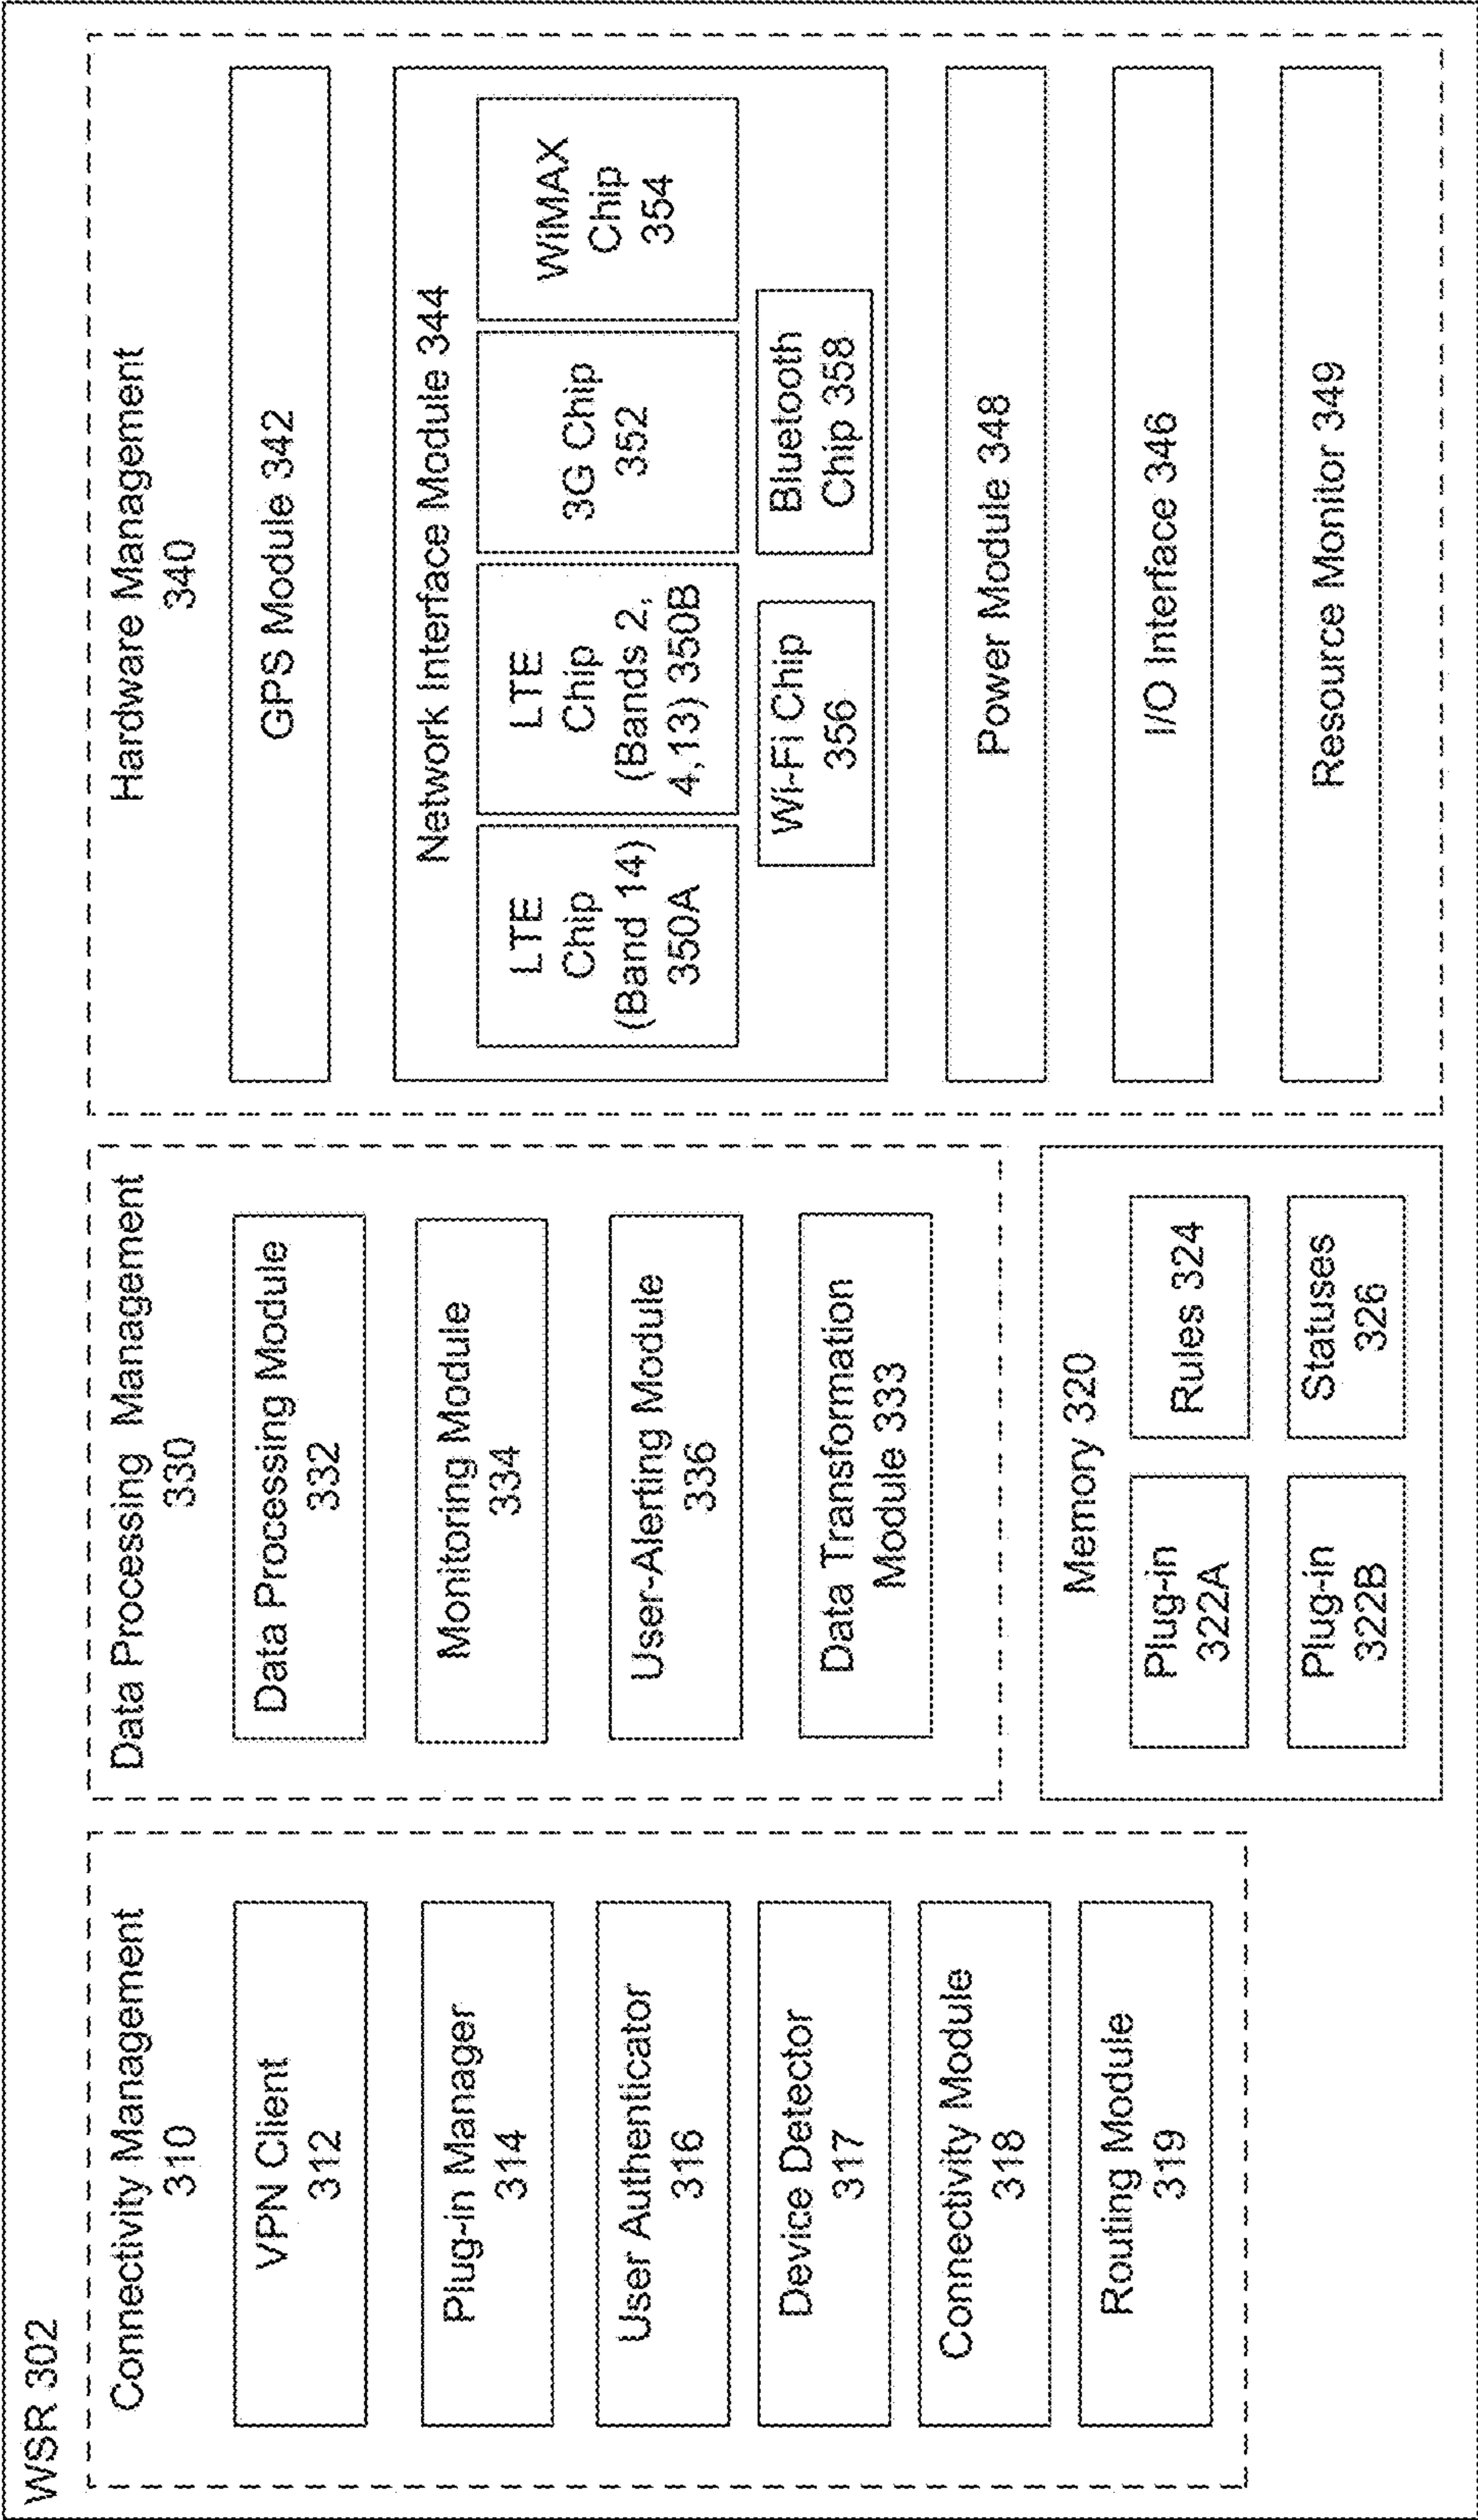 WSR 302
Connectivity Management
310
VPN Client
312
Plug-in Manager
314
User Authenticator
316
Device Detector
317
Connectivity Module
318
Routing Module
319
Data Processing Management
330
Data Processing Module
332
Monitoring Module
334
User-Alerting Module
336
Data Transformation
Module 333
Memory 320
Plug-in
322A
Rules 324
Plug-in
322B
Statuses
326
Hardware Management
340
GPS Module 342
Network Interface Module 344
LTE
Chip
(Band 14)
350A
LTE
Chip
(Bands 2,
4,13) 350B
3G Chip
352
WiMAX
Chip
354
Wi-Fi Chip
356
Bluetooth
Chip 358
Power Module 348
I/O Interface 346
Resource Monitor 349